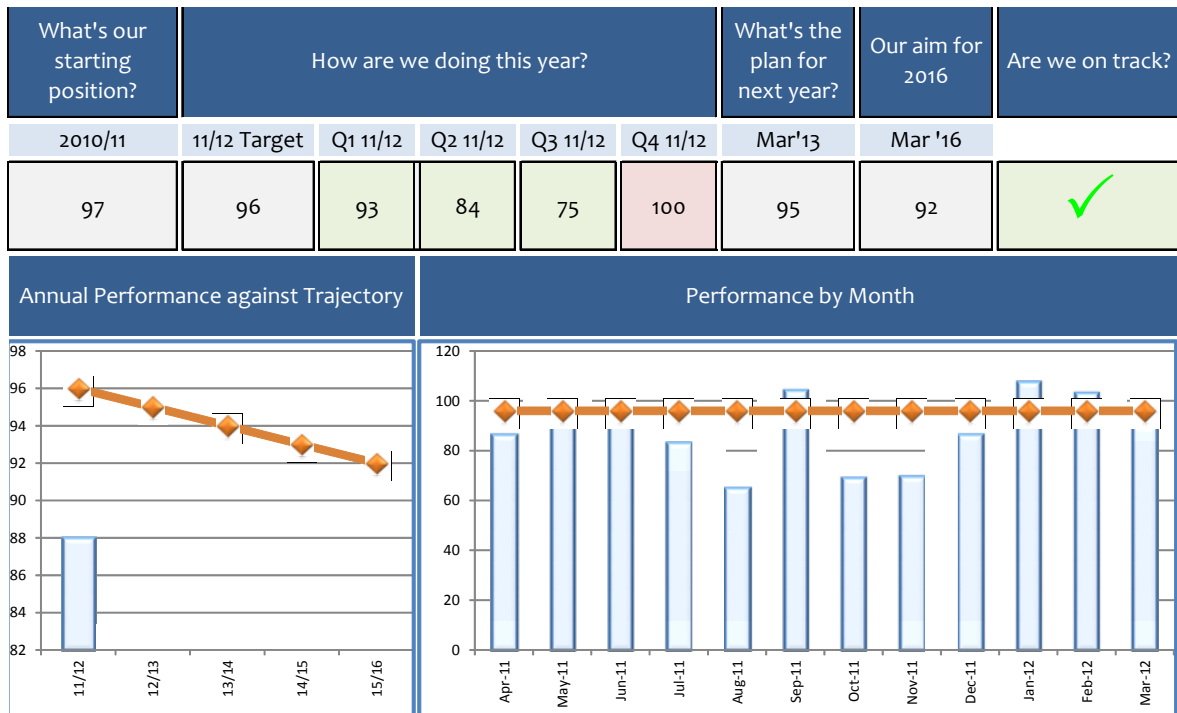 What's our
starting
position?
How are we doing this year?
What's the
plan for
next year?
Our aim for
2016
Are we on track?
2010/11
11/12 Target
Q1 11/12
Q2 11/12
Q3 11/12
Q4 11/12
Mar'13
Mar '16
97
96
93
84
75
100
95
92
Annual Performance against Trajectory
Performance by Month
98
96
94
92
90
88
86
84
82
11/12
12/13
13/14
14/15
15/16
120
100
80
60
40
20
0
Apr-11
May-11
Jun-11
Jul-11
Aug-11
Sep-11
Oct-11
Nov-11
Dec-11
Jan-12
Feb-12
Mar-12